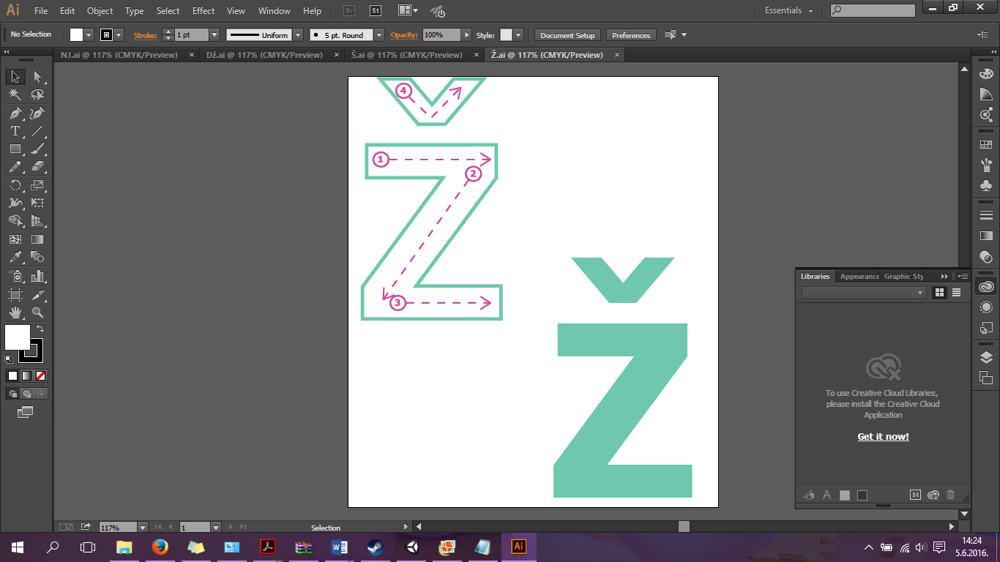 Ai File Edit Object Type Select Effect View Window Help Br St Essentials
No Selection Stroke: 1 pt Uniform 5 pt. Round Opacity: 100% Style: Document Setup Preferences
NJ.ai @ 117% (CMYK/Preview) × Dž.ai @ 117% (CMYK/Preview) × Š.ai @ 117% (CMYK/Preview) × Ž.ai @ 117% (CMYK/Preview) ×
4
1
2
3
Ž
Ž
Libraries Appearance Graphic Sty
To use Creative Cloud Libraries,
please install the Creative Cloud
Application
Get it now!
A St
117% 1 Selection
Ai
14:24
5.6.2016.